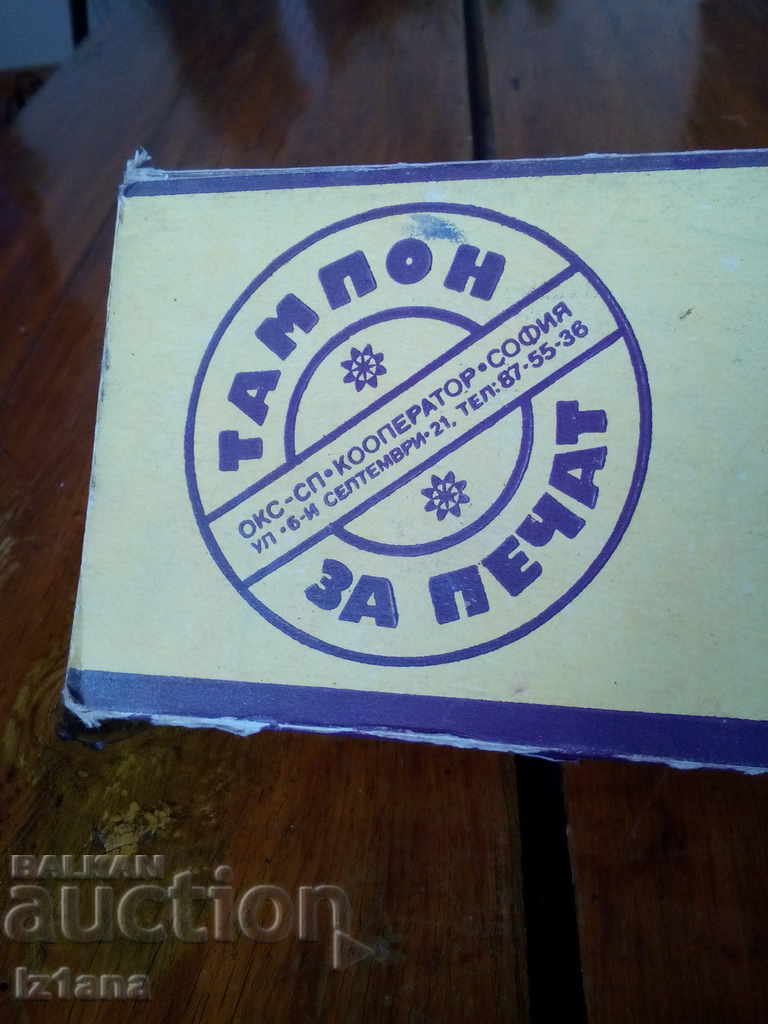 ТАМПОН
ОКС-СП•КООПЕРАТОР•СОФИЯ
УЛ•6-И СЕПТЕМВРИ•21, ТЕЛ:87-55-36
ЗА ПЕЧАТ
BALKAN
auction
Iz1ana